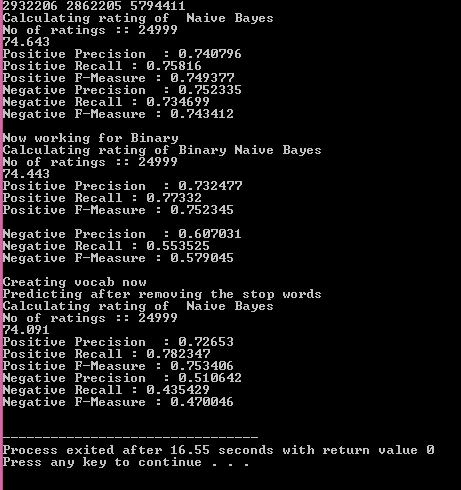 2932206 2862205 5794411
Calculating rating of  Naive Bayes
No of ratings :: 24999
74.643
Positive Precision  : 0.740796
Positive Recall : 0.75816
Positive F-Measure : 0.749377
Negative Precision  : 0.752335
Negative Recall : 0.734699
Negative F-Measure : 0.743412
Now working for Binary
Calculating rating of Binary Naive Bayes
No of ratings :: 24999
74.443
Positive Precision  : 0.732477
Positive Recall : 0.77332
Positive F-Measure : 0.752345
Negative Precision  : 0.607031
Negative Recall : 0.553525
Negative F-Measure : 0.579045
Creating vocab now
Predicting after removing the stop words
Calculating rating of  Naive Bayes
No of ratings :: 24999
74.091
Positive Precision  : 0.72653
Positive Recall : 0.782347
Positive F-Measure : 0.753406
Negative Precision  : 0.510642
Negative Recall : 0.435429
Negative F-Measure : 0.470046
--------------------------------
Process exited after 16.55 seconds with return value 0
Press any key to continue . . .